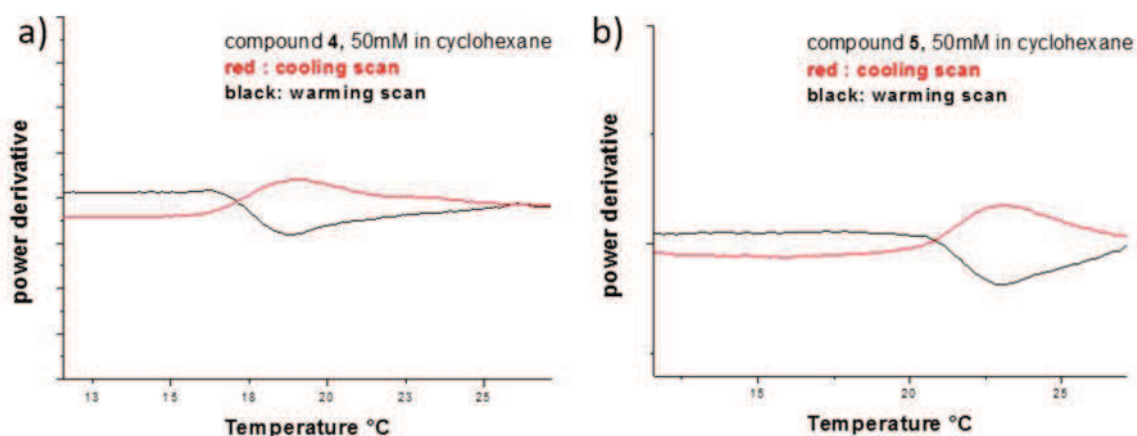 a)
compound 4, 50mM in cyclohexane
red : cooling scan
black: warming scan
power derivative
13 15 18 20 23 25
Temperature °C
b)
compound 5, 50mM in cyclohexane
red : cooling scan
black: warming scan
power derivative
15 20 25
Temperature °C